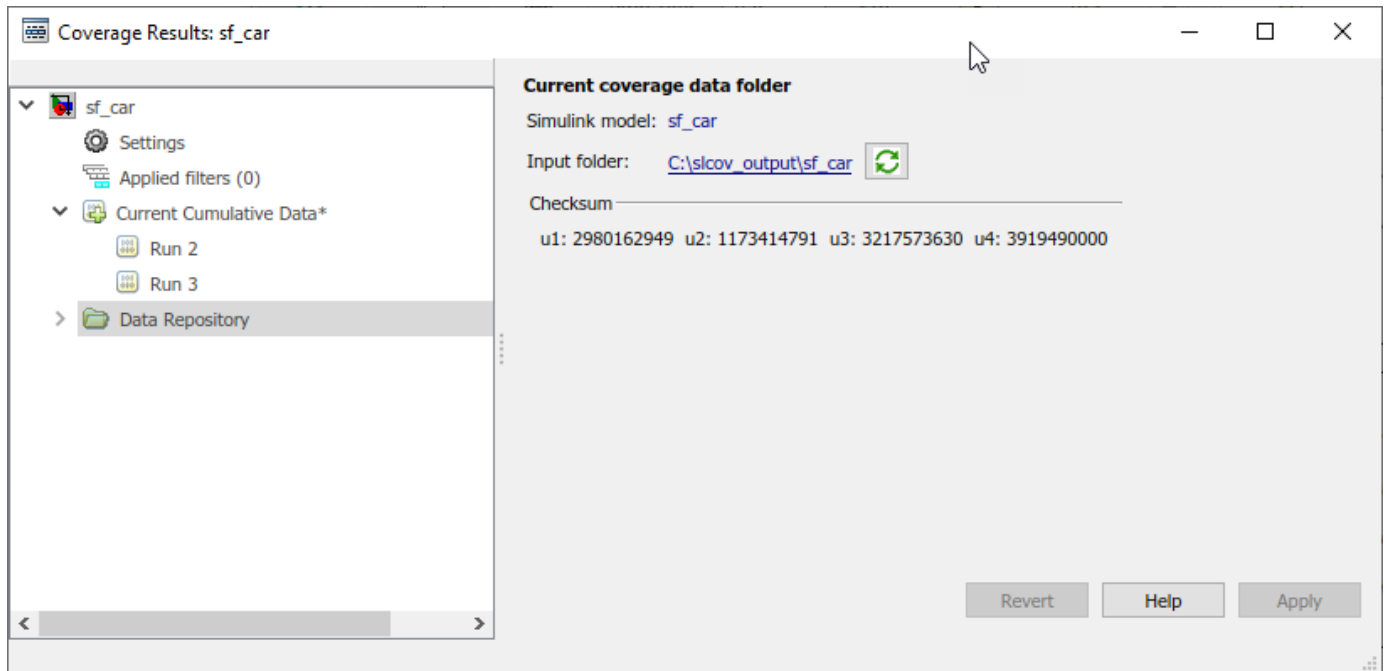 Coverage Results: sf_car
sf_car
Settings
Applied filters (0)
Current Cumulative Data*
Run 2
Run 3
Data Repository
Current coverage data folder
Simulink model: sf_car
Input folder: C:\slcov_output\sf_car
Checksum
u1: 2980162949 u2: 1173414791 u3: 3217573630 u4: 3919490000
Revert Help Apply